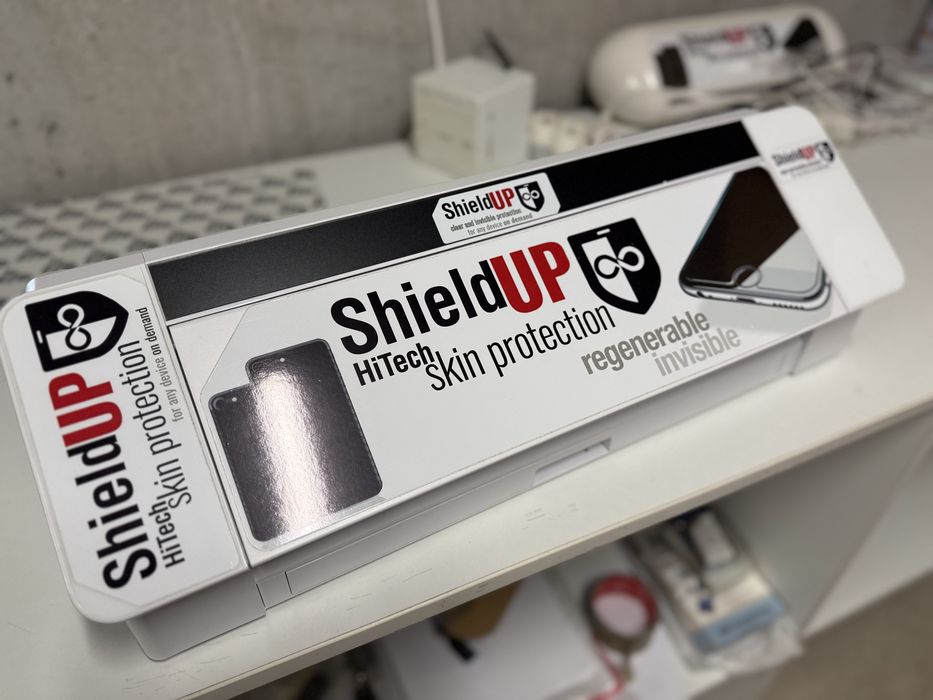 ShieldUP
clear and invisible protection
for any device on demand
ShieldUP
HiTech
skin protection
regenerable
invisible
ShieldUP
HiTech
skin protection
for any device on demand
ShieldUP
ShieldUP